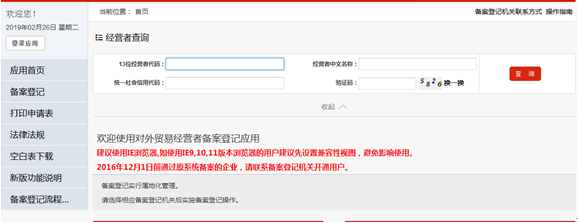 欢迎您！
2019年02月26日 星期二
登录应用
应用首页
备案登记
打印申请表
法律法规
空白表下载
新版功能说明
备案登记流程...
当前位置： 首页
备案登记机关联系方式 操作指南
经营者查询
13位经营者代码：
经营者中文名称：
统一社会信用代码：
验证码：
5826 换一换
查 询
收起
欢迎使用对外贸易经营者备案登记应用
建议使用IE浏览器,如使用IE9,10,11版本浏览器的用户建议先设置兼容性视图，避免影响使用。
2016年12月1日前通过原系统备案的企业，请联系备案登记机关开通用户。
备案登记实行属地化管理。
请选择相应备案登记机关后实施备案登记操作。